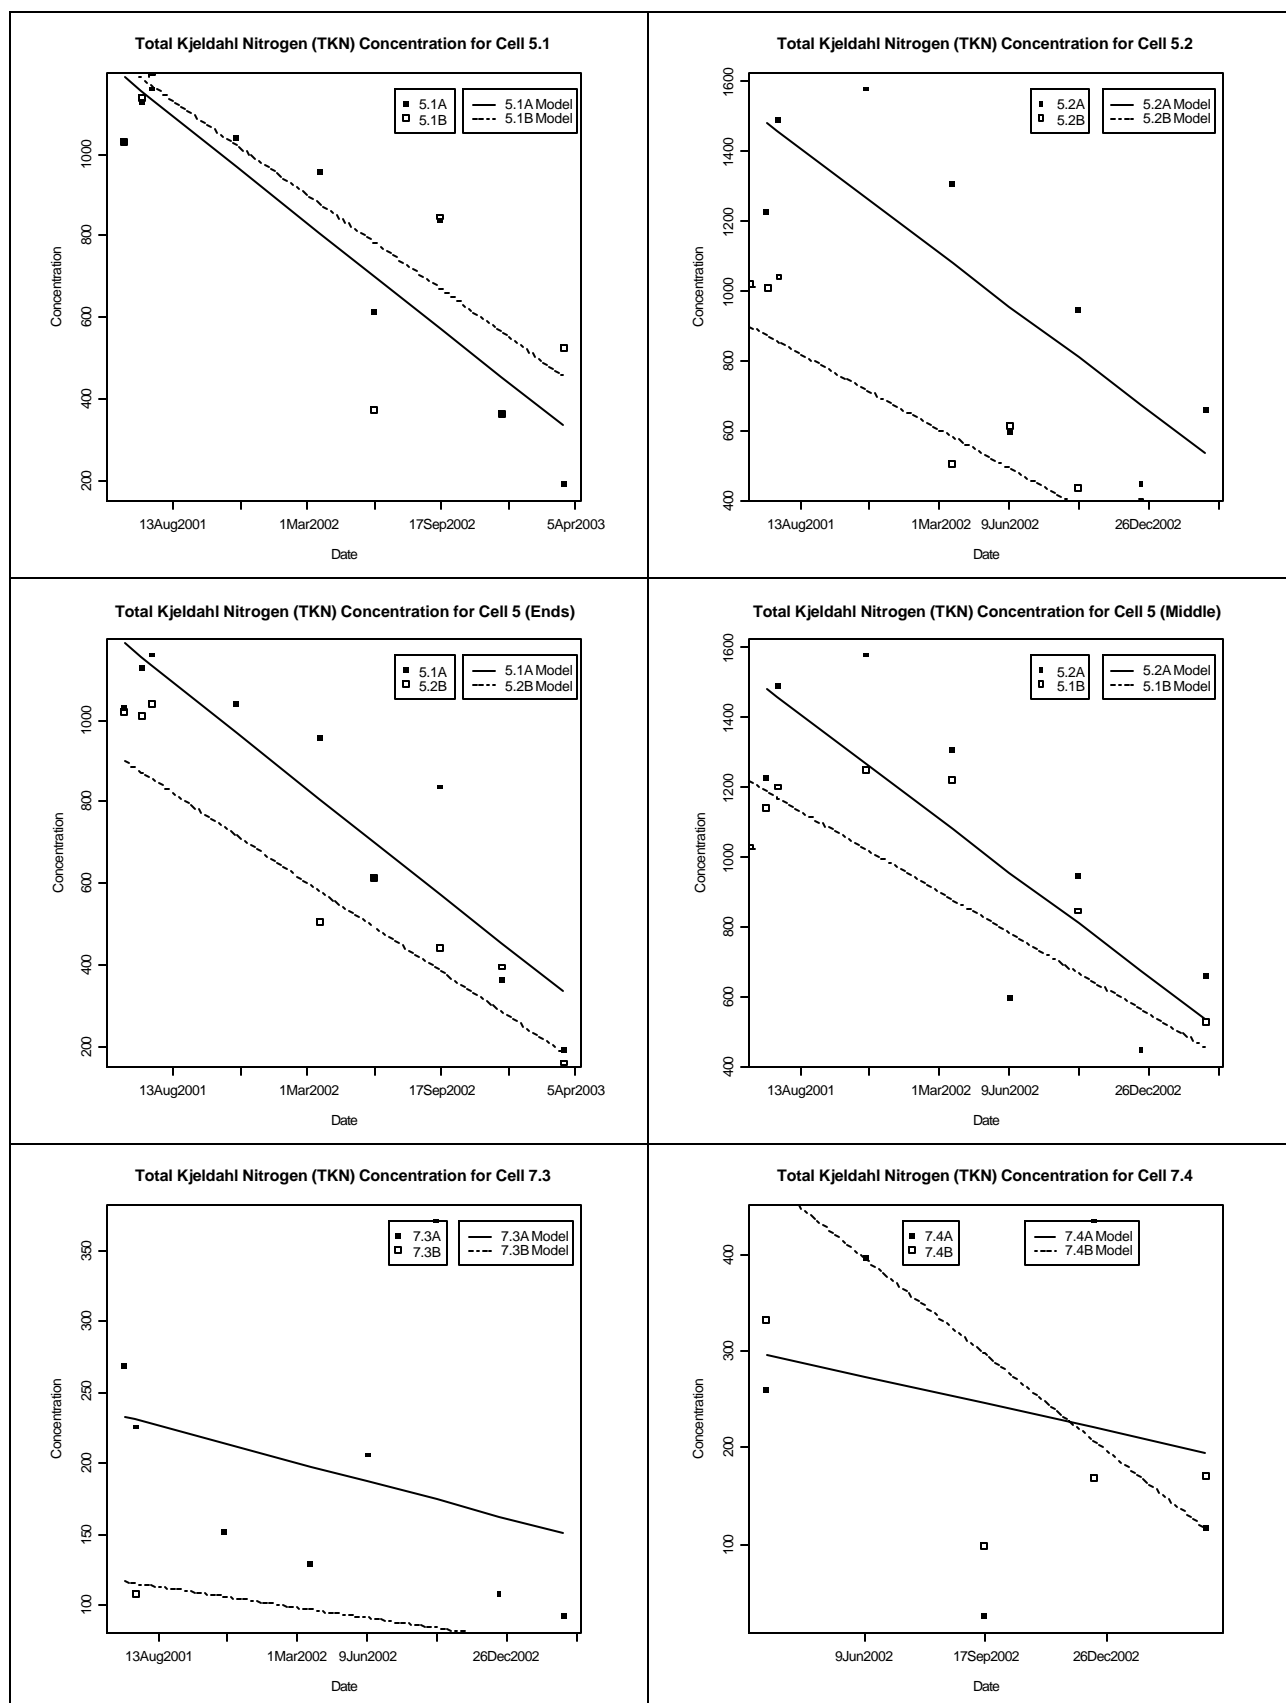 Total Kjeldahl Nitrogen (TKN) Concentration for Cell 5.1
5.1A
5.1B
5.1A Model
5.1B Model
Concentration
200
400
600
800
1000
13Aug2001
1Mar2002
17Sep2002
5Apr2003
Date
Total Kjeldahl Nitrogen (TKN) Concentration for Cell 5.2
5.2A
5.2B
5.2A Model
5.2B Model
Concentration
400
600
800
1000
1200
1400
1600
13Aug2001
1Mar2002
9Jun2002
26Dec2002
Date
Total Kjeldahl Nitrogen (TKN) Concentration for Cell 5 (Ends)
5.1A
5.2B
5.1A Model
5.2B Model
Concentration
200
400
600
800
1000
13Aug2001
1Mar2002
17Sep2002
5Apr2003
Date
Total Kjeldahl Nitrogen (TKN) Concentration for Cell 5 (Middle)
5.2A
5.1B
5.2A Model
5.1B Model
Concentration
400
600
800
1000
1200
1400
1600
13Aug2001
1Mar2002
9Jun2002
26Dec2002
Date
Total Kjeldahl Nitrogen (TKN) Concentration for Cell 7.3
7.3A
7.3B
7.3A Model
7.3B Model
Concentration
100
150
200
250
300
350
13Aug2001
1Mar2002
9Jun2002
26Dec2002
Date
Total Kjeldahl Nitrogen (TKN) Concentration for Cell 7.4
7.4A
7.4B
7.4A Model
7.4B Model
Concentration
100
200
300
400
9Jun2002
17Sep2002
26Dec2002
Date